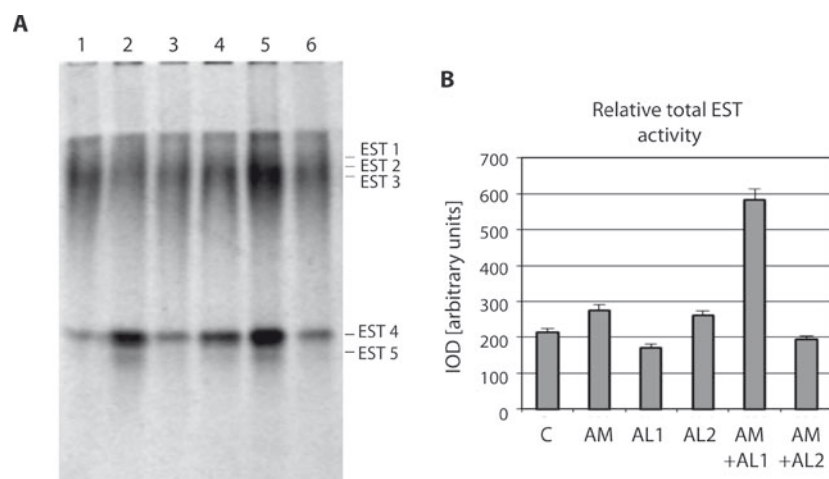 A
1 2 3 4 5 6
EST 1
EST 2
EST 3
EST 4
EST 5
B
Relative total EST
activity
IOD [arbitrary units]
700
600
500
400
300
200
100
0
C AM AL1 AL2 AM AM
+AL1 +AL2